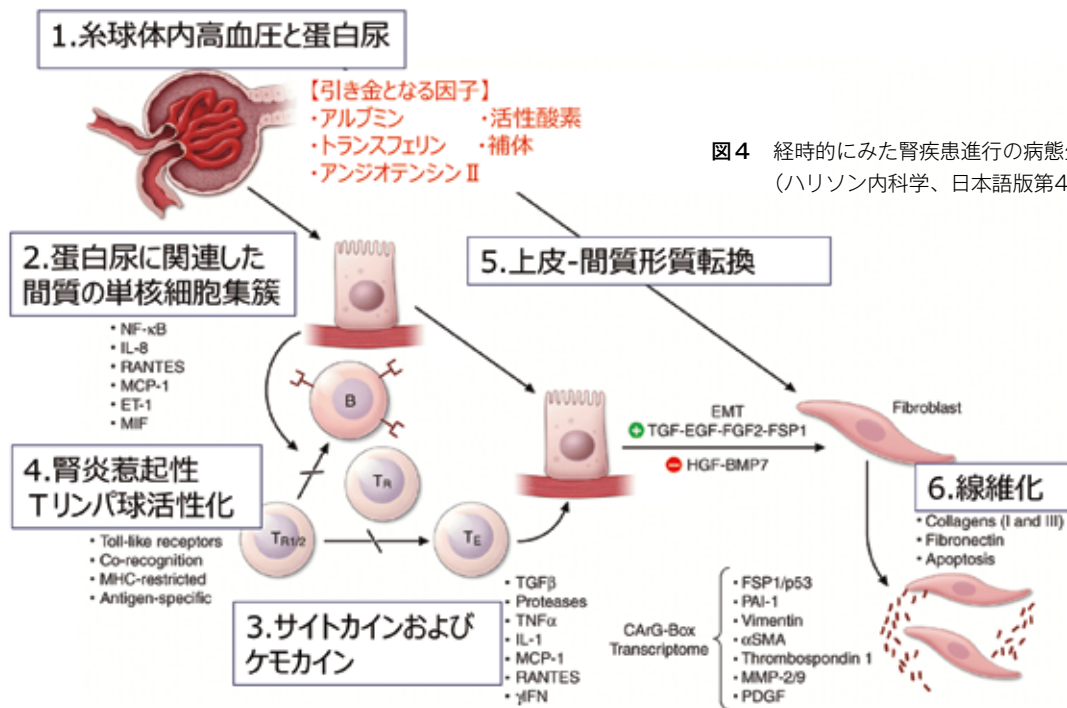 1.糸球体内高血圧と蛋白尿
【引き金となる因子】
・アルブミン ・活性酸素
・トランスフェリン ・補体
・アンジオテンシンⅡ
図4 経時的にみた腎疾患進行の病態
(ハリソン内科学、日本語版第4
2.蛋白尿に関連した
間質の単核細胞集簇
• NF-κB
• IL-8
• RANTES
• MCP-1
• ET-1
• MIF
5.上皮-間質形質転換
B
TR
TR1/2
TE
4.腎炎惹起性
Tリンパ球活性化
• Toll-like receptors
• Co-recognition
• MHC-restricted
• Antigen-specific
3.サイトカインおよび
ケモカイン
• TGFβ
• Proteases
• TNFα
• IL-1
• MCP-1
• RANTES
• γIFN
EMT
+ TGF-EGF-FGF2-FSP1
− HGF-BMP7
Fibroblast
6.線維化
• Collagens (I and III)
• Fibronectin
• Apoptosis
CArG-Box
Transcriptome
• FSP1/p53
• PAI-1
• Vimentin
• αSMA
• Thrombospondin 1
• MMP-2/9
• PDGF